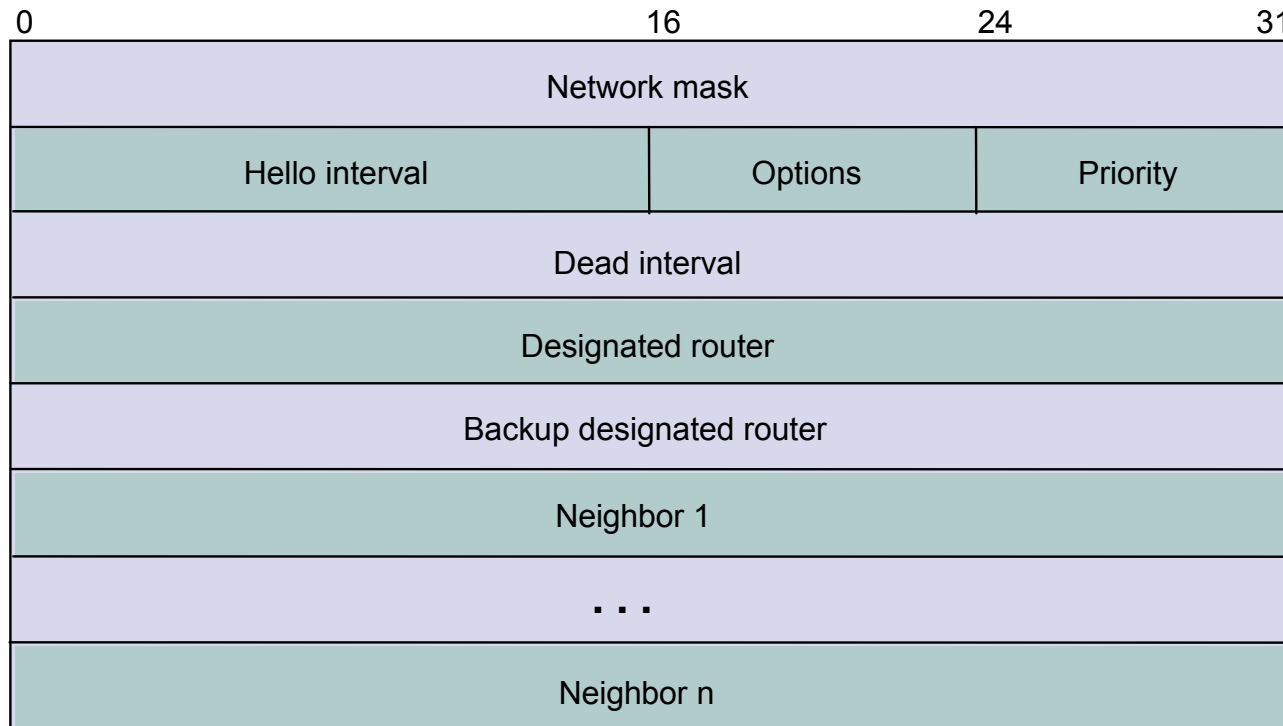 0 16 24 31
Network mask
Hello interval Options Priority
Dead interval
Designated router
Backup designated router
Neighbor 1
. . .
Neighbor n